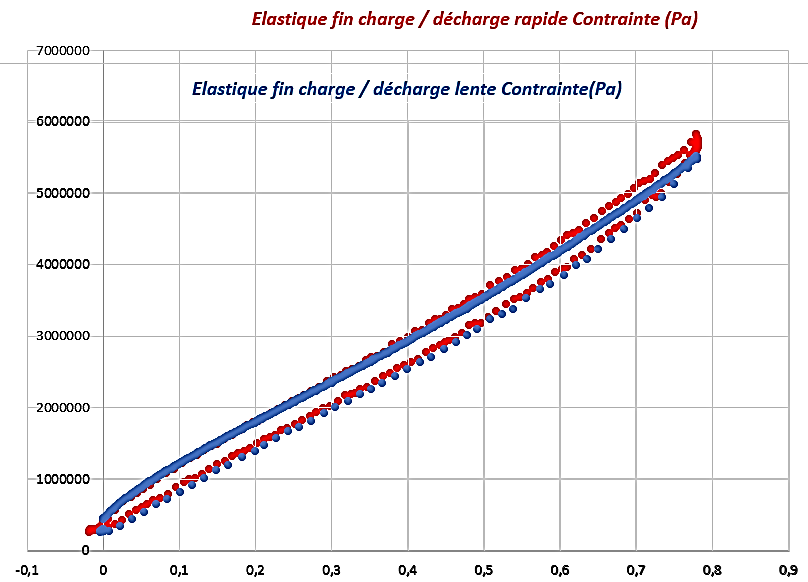 Elastique fin charge / décharge rapide Contrainte (Pa)
7000000
Elastique fin charge / décharge lente Contrainte(Pa)
6000000
5000000
4000000
3000000
2000000
1000000
0
-0,1 0 0,1 0,2 0,3 0,4 0,5 0,6 0,7 0,8 0,9